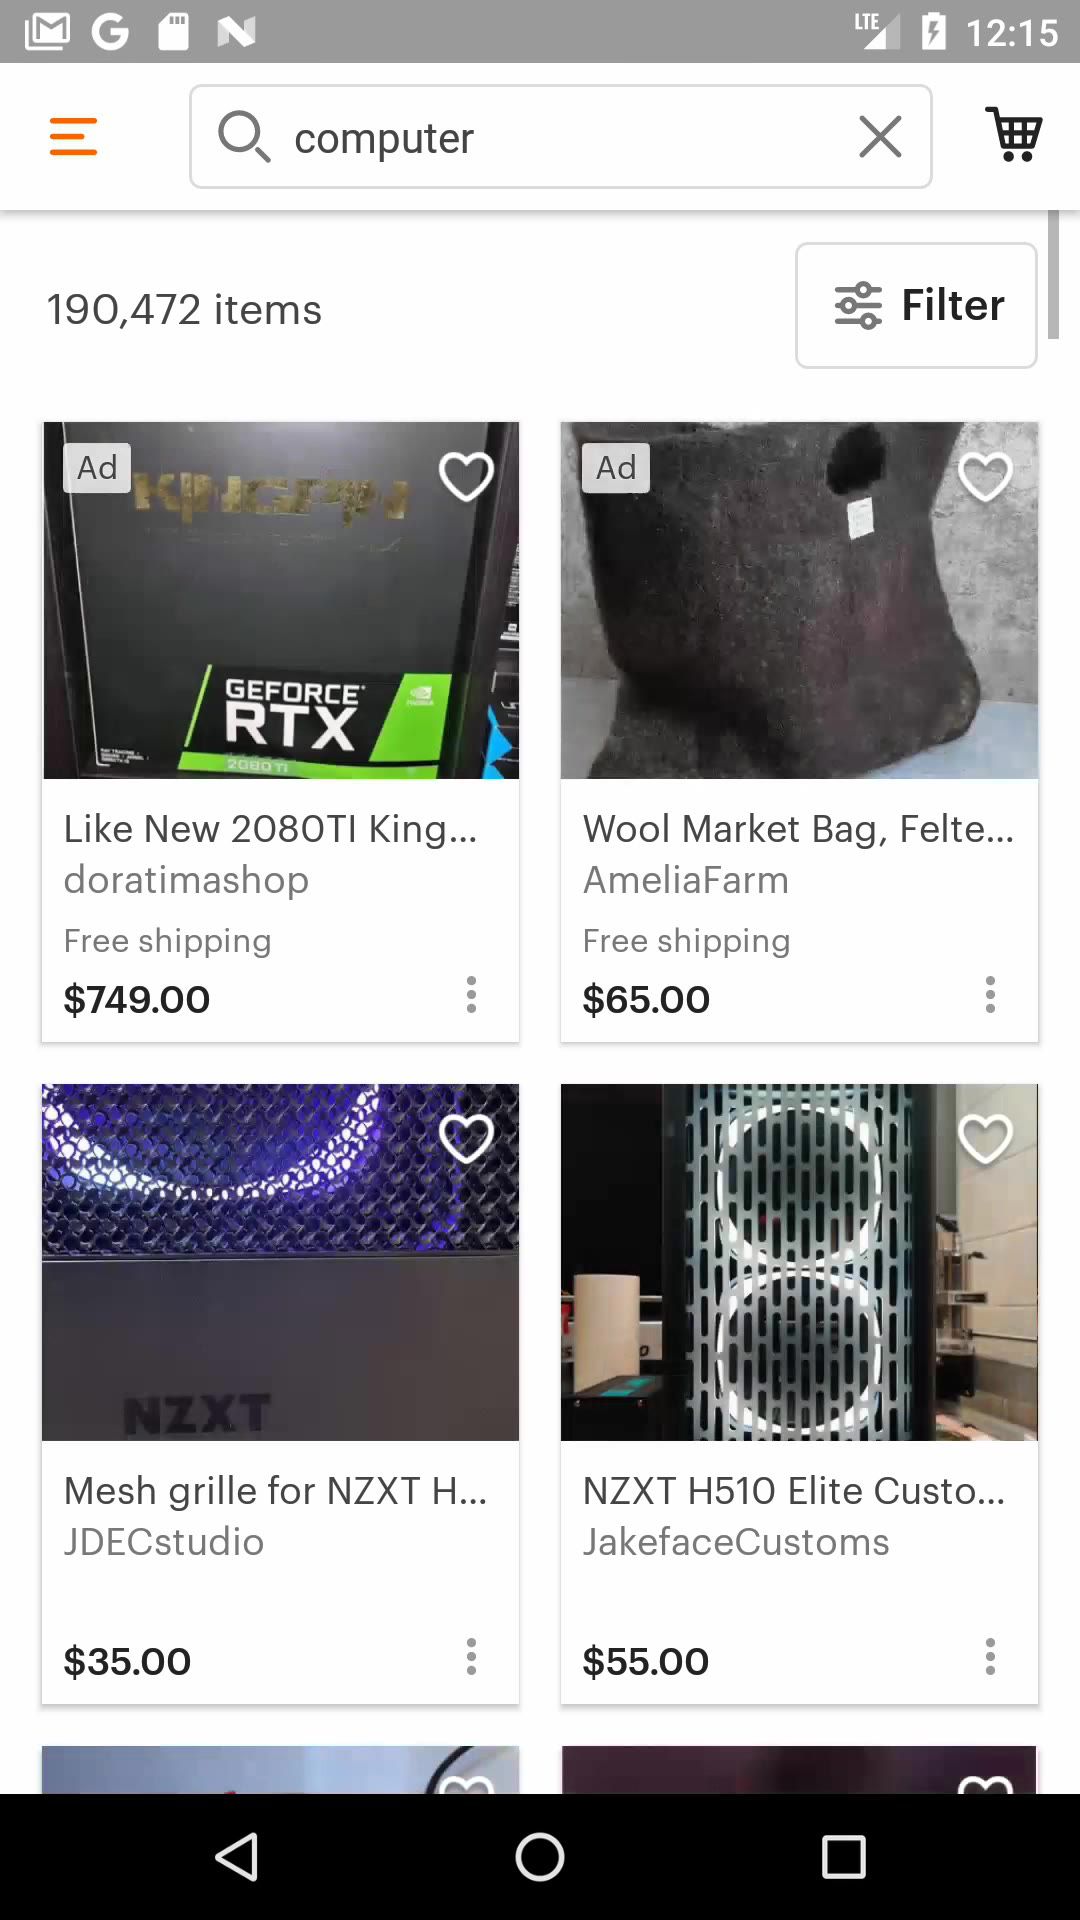 LTE 12:15
computer
190,472 items
Filter
Ad
KINGPIN
GEFORCE
RTX
2080 TI
Like New 2080TI King...
doratimashop
Free shipping
$749.00
Ad
Wool Market Bag, Felte...
AmeliaFarm
Free shipping
$65.00
NZXT
Mesh grille for NZXT H...
JDECstudio
$35.00
NZXT H510 Elite Custo...
JakefaceCustoms
$55.00